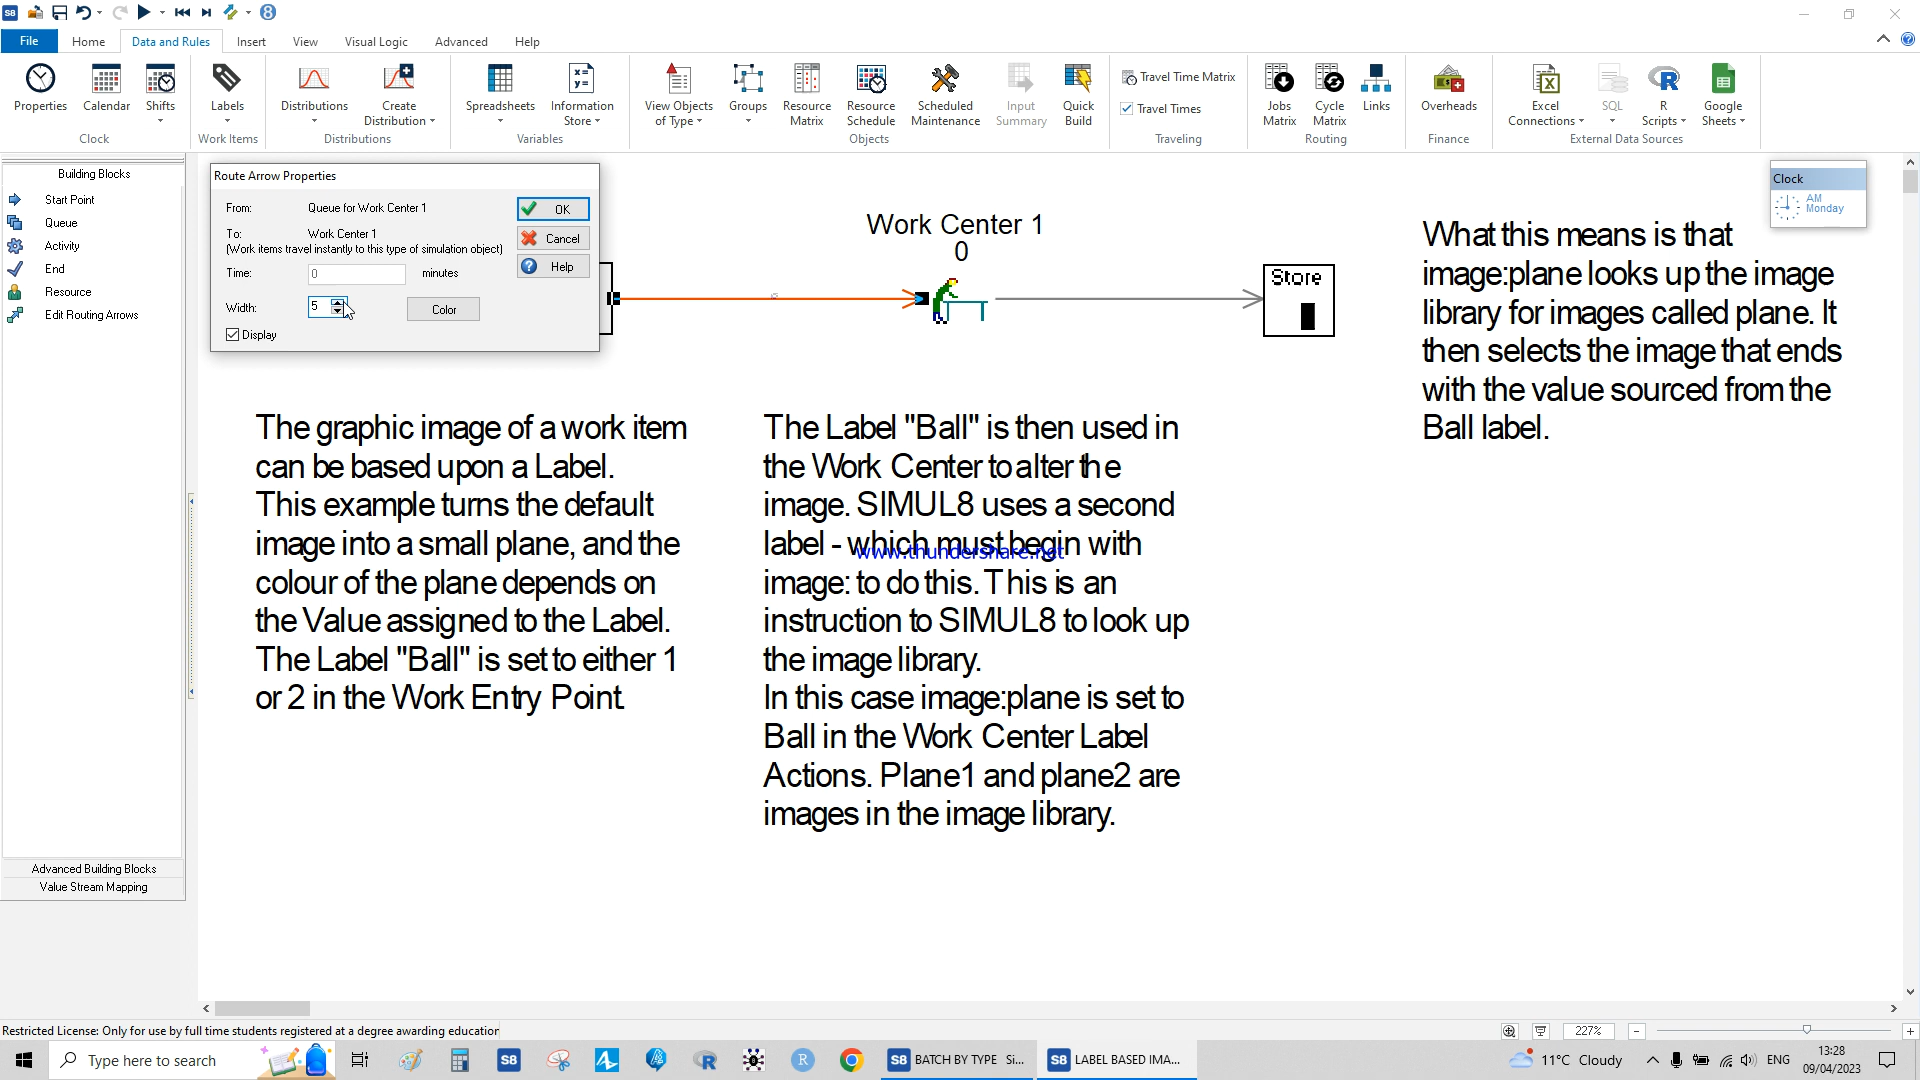 S8
File
Home
Data and Rules
Insert
View
Visual Logic
Advanced
Help
Properties
Calendar
Shifts
Clock
Labels
Work Items
Distributions
Create
Distribution
Distributions
Spreadsheets
Information
Store
Variables
View Objects
of Type
Groups
Resource
Matrix
Resource
Schedule
Scheduled
Maintenance
Input
Summary
Quick
Build
Objects
Travel Time Matrix
Travel Times
Traveling
Jobs
Matrix
Cycle
Matrix
Links
Routing
Overheads
Finance
Excel
Connections
SQL
R
Scripts
Google
Sheets
External Data Sources
Building Blocks
Start Point
Queue
Activity
End
Resource
Edit Routing Arrows
Advanced Building Blocks
Value Stream Mapping
Route Arrow Properties
From: Queue for Work Center 1
To: Work Center 1
(Work items travel instantly to this type of simulation object)
Time: 0 minutes
Width: 5
Color
Display
OK
Cancel
Help
Work Center 1
0
Store
Clock
AM
Monday
The graphic image of a work item
can be based upon a Label.
This example turns the default
image into a small plane, and the
colour of the plane depends on
the Value assigned to the Label.
The Label "Ball" is set to either 1
or 2 in the Work Entry Point.
The Label "Ball" is then used in
the Work Center to alter the
image. SIMUL8 uses a second
label - which must begin with
image: to do this. This is an
instruction to SIMUL8 to look up
the image library.
In this case image:plane is set to
Ball in the Work Center Label
Actions. Plane1 and plane2 are
images in the image library.
www.thundershare.net
What this means is that
image:plane looks up the image
library for images called plane. It
then selects the image that ends
with the value sourced from the
Ball label.
Restricted License: Only for use by full time students registered at a degree awarding education
227%
Type here to search
S8
R
R
S8 BATCH BY TYPE Si...
S8 LABEL BASED IMA...
11°C Cloudy
ENG
13:28
09/04/2023